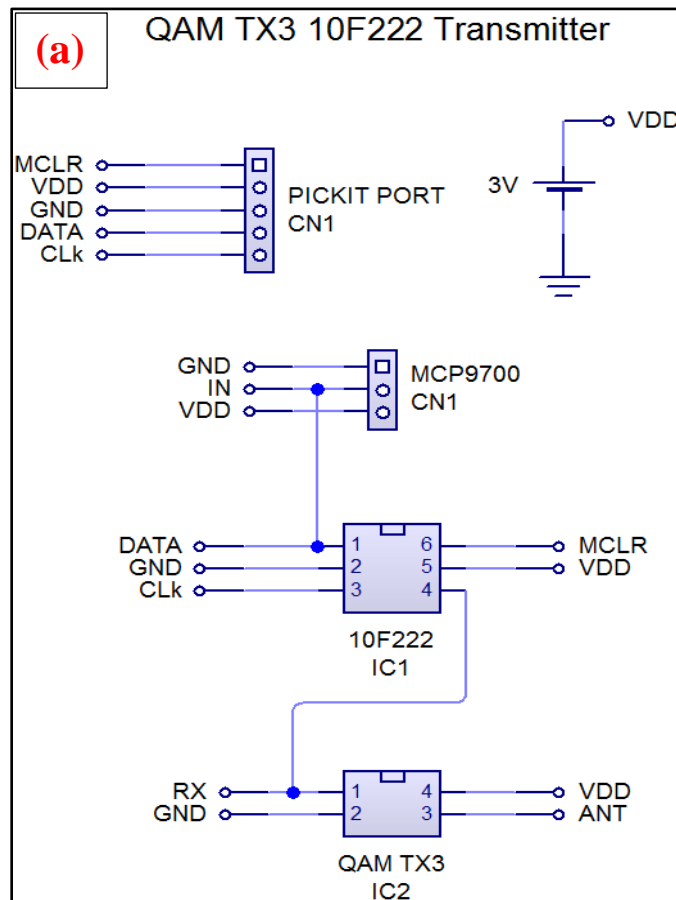 (a)
QAM TX3 10F222 Transmitter
VDD
3V
MCLR
VDD
GND
DATA
CLk
PICKIT PORT
CN1
GND
IN
VDD
MCP9700
CN1
DATA 1 6 MCLR
GND 2 5 VDD
CLk 3 4
10F222
IC1
RX 1 4 VDD
GND 2 3 ANT
QAM TX3
IC2